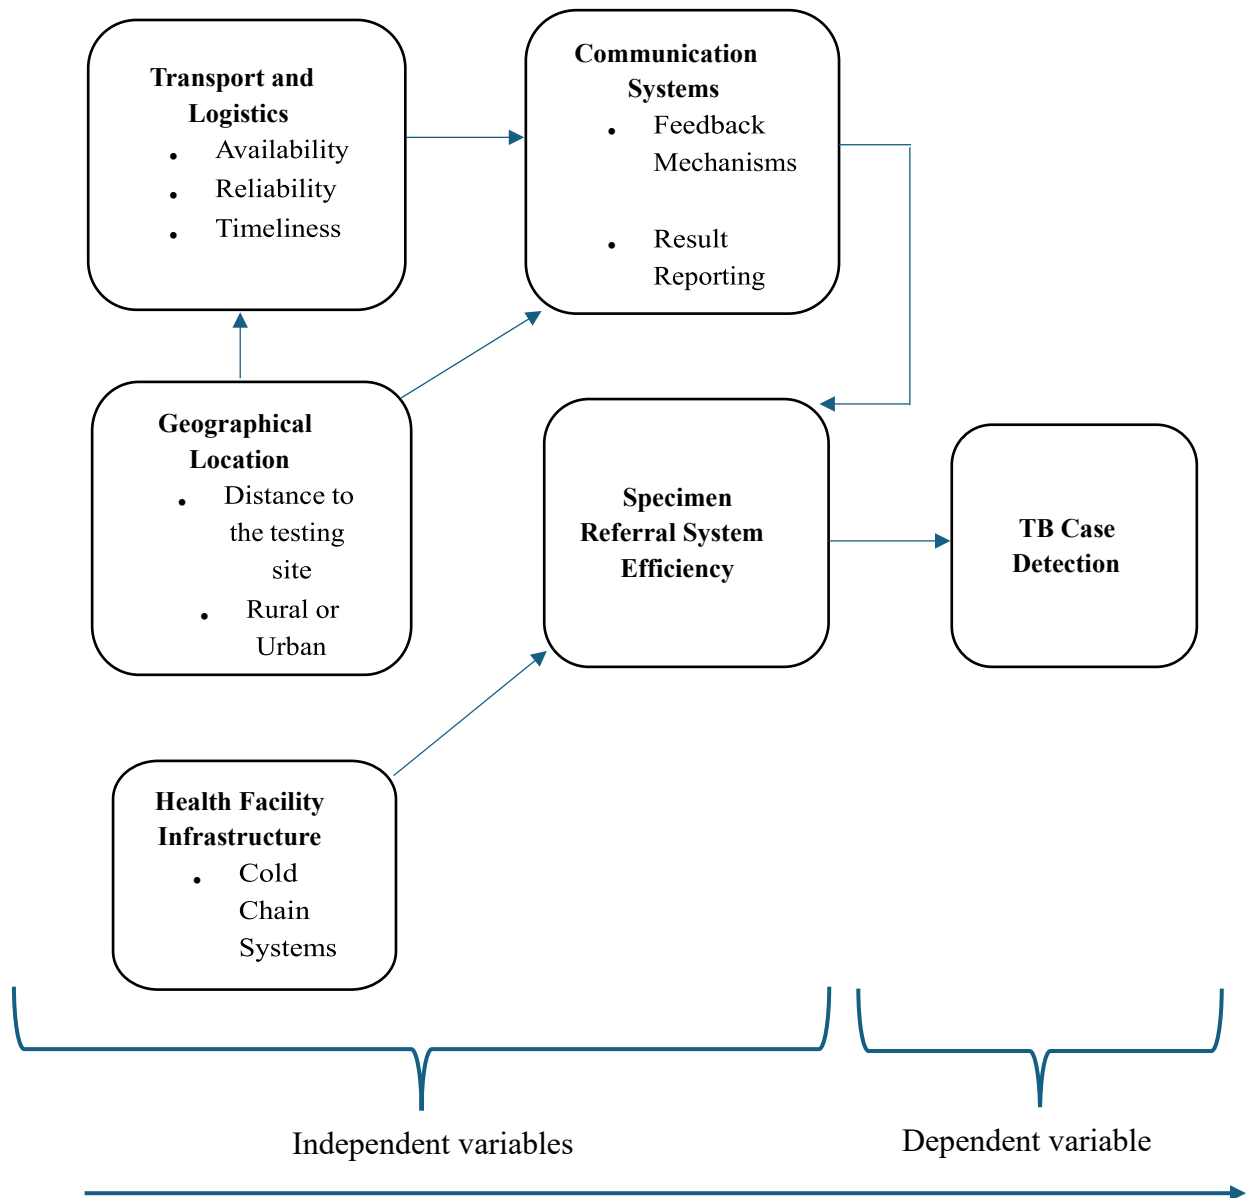 Transport and
Logistics
• Availability
• Reliability
• Timeliness
Communication
Systems
• Feedback
Mechanisms
• Result
Reporting
Geographical
Location
• Distance to
the testing
site
• Rural or
Urban
Specimen
Referral System
Efficiency
TB Case
Detection
Health Facility
Infrastructure
• Cold
Chain
Systems
Independent variables
Dependent variable